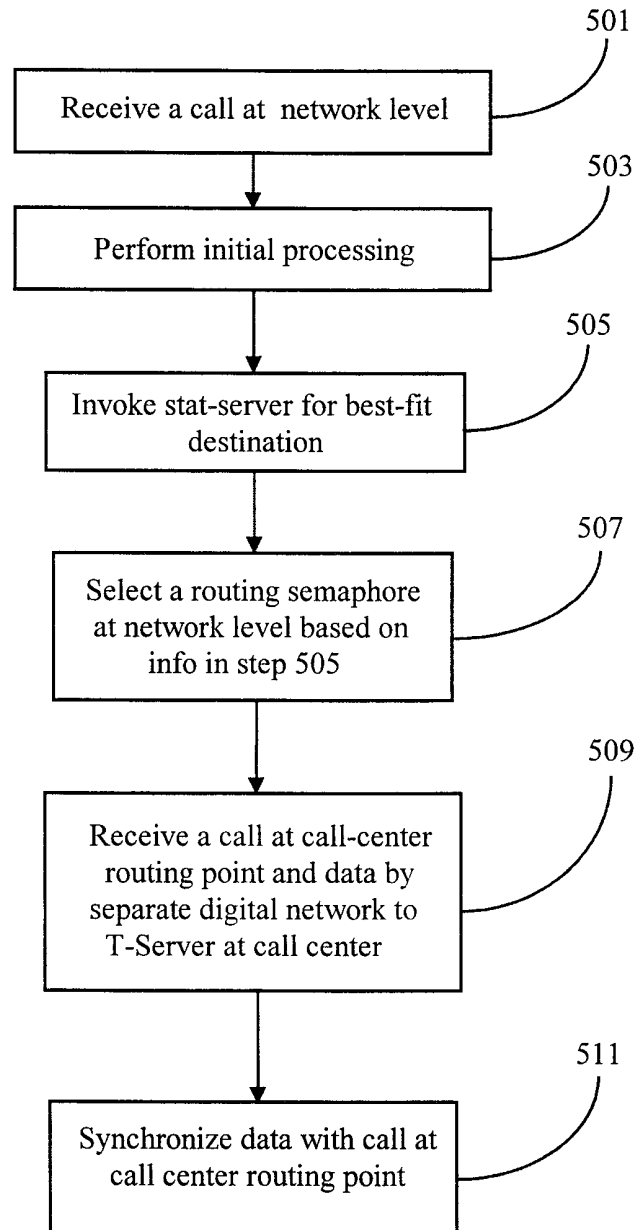 501
Receive a call at network level
503
Perform initial processing
505
Invoke stat-server for best-fit
destination
507
Select a routing semaphore
at network level based on
info in step 505
509
Receive a call at call-center
routing point and data by
separate digital network to
T-Server at call center
511
Synchronize data with call at
call center routing point